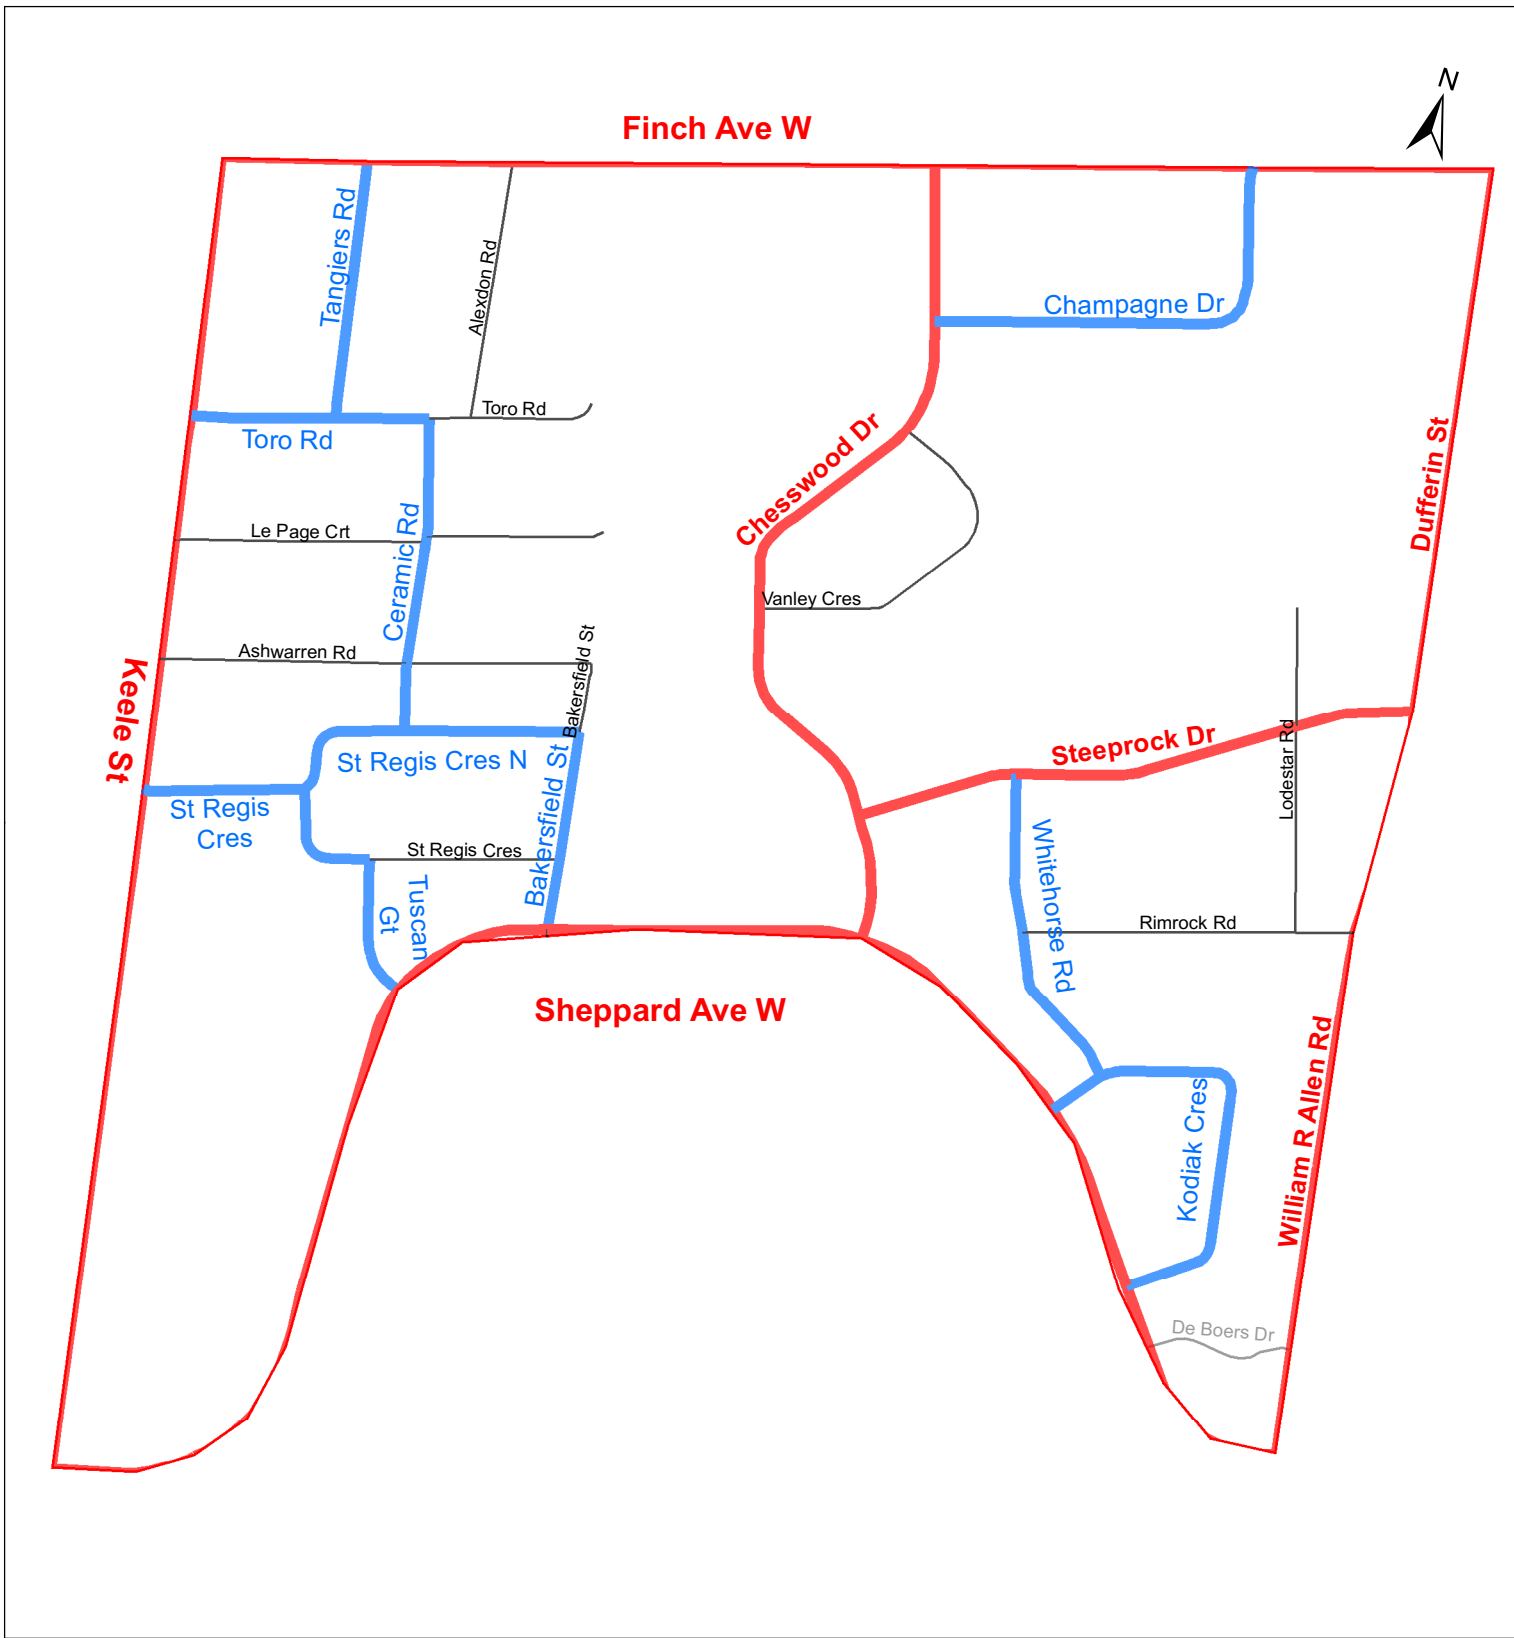 N
Finch Ave W
Tangiers Rd
Alexdon Rd
Champagne Dr
Toro Rd
Toro Rd
Chesswood Dr
Dufferin St
Le Page Crt
Ceramic Rd
Vanley Cres
Ashwarren Rd
Bakersfield St
Keele St
St Regis Cres N
Steeprock Dr
Lodestar Rd
St Regis
Cres
Bakersfield St
St Regis Cres
Tuscan
Gt
Whitehorse Rd
Rimrock Rd
Sheppard Ave W
William R Allen Rd
Kodiak Cres
De Boers Dr